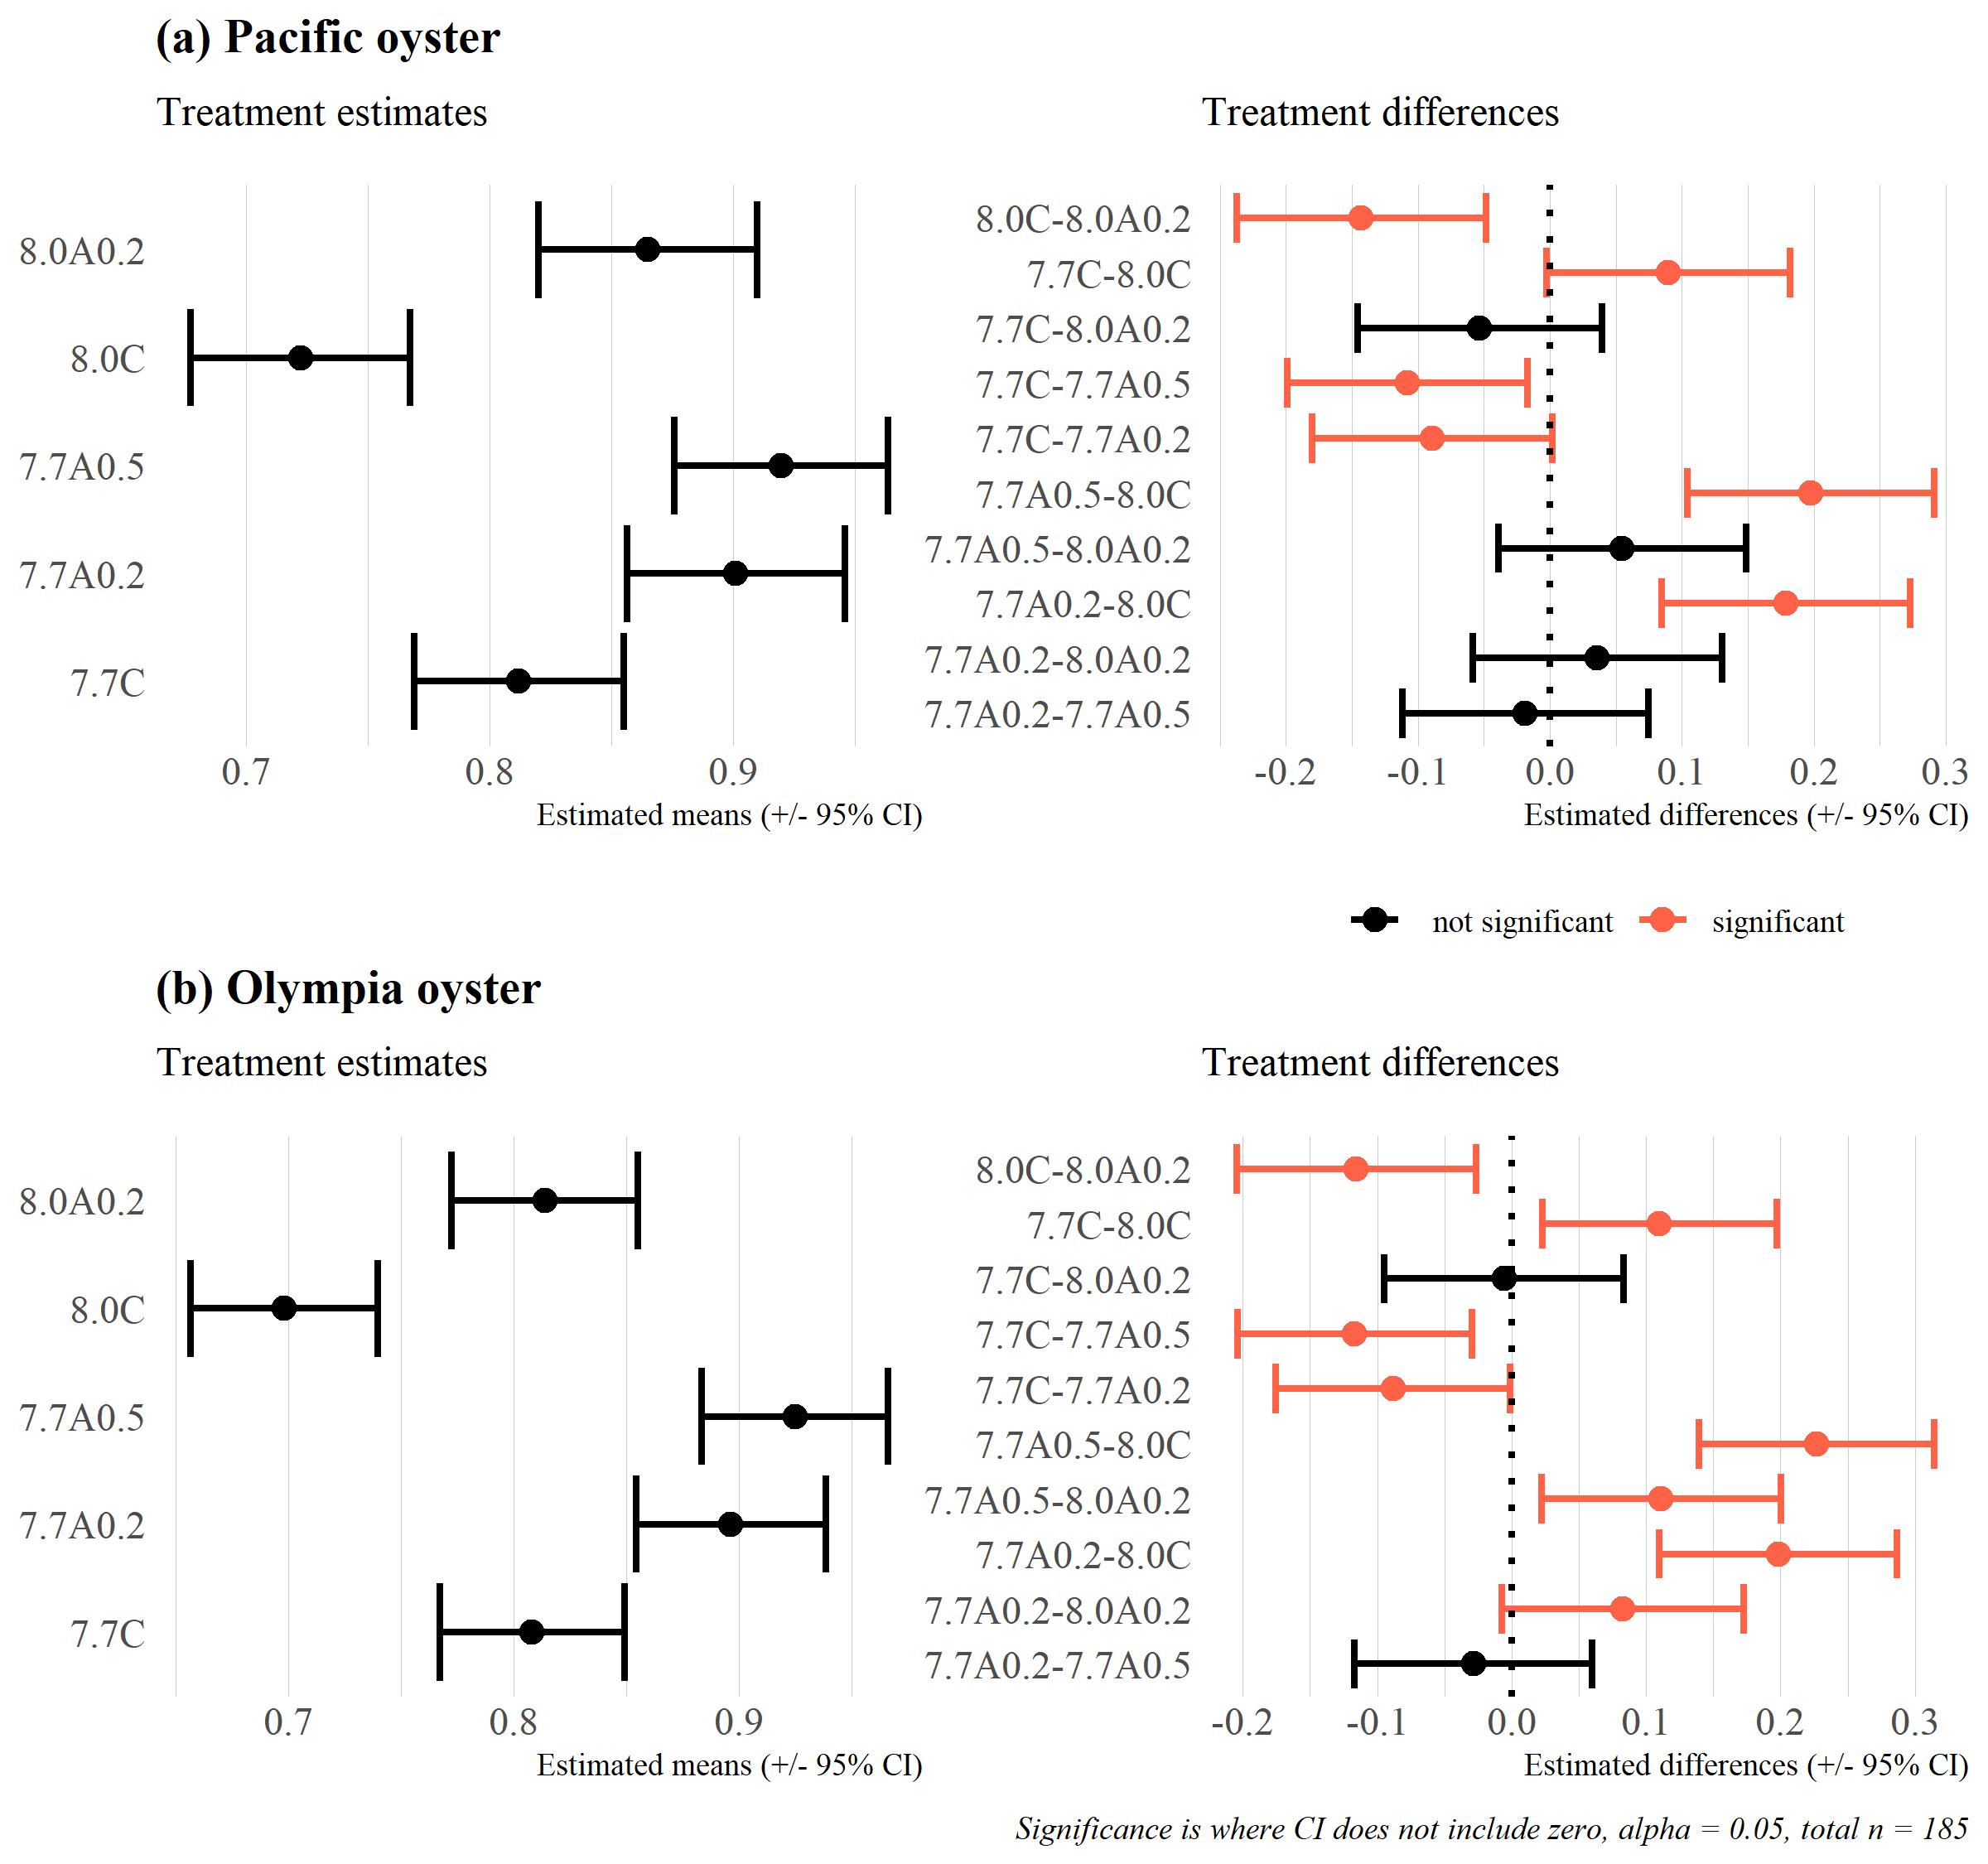 (a) Pacific oyster
Treatment estimates
8.0A0.2
8.0C
7.7A0.5
7.7A0.2
7.7C
0.7 0.8 0.9
Estimated means (+/- 95% CI)
Treatment differences
8.0C-8.0A0.2
7.7C-8.0C
7.7C-8.0A0.2
7.7C-7.7A0.5
7.7C-7.7A0.2
7.7A0.5-8.0C
7.7A0.5-8.0A0.2
7.7A0.2-8.0C
7.7A0.2-8.0A0.2
7.7A0.2-7.7A0.5
-0.2 -0.1 0.0 0.1 0.2 0.3
Estimated differences (+/- 95% CI)
not significant significant
(b) Olympia oyster
Treatment estimates
8.0A0.2
8.0C
7.7A0.5
7.7A0.2
7.7C
0.7 0.8 0.9
Estimated means (+/- 95% CI)
Treatment differences
8.0C-8.0A0.2
7.7C-8.0C
7.7C-8.0A0.2
7.7C-7.7A0.5
7.7C-7.7A0.2
7.7A0.5-8.0C
7.7A0.5-8.0A0.2
7.7A0.2-8.0C
7.7A0.2-8.0A0.2
7.7A0.2-7.7A0.5
-0.2 -0.1 0.0 0.1 0.2 0.3
Estimated differences (+/- 95% CI)
Significance is where CI does not include zero, alpha = 0.05, total n = 185